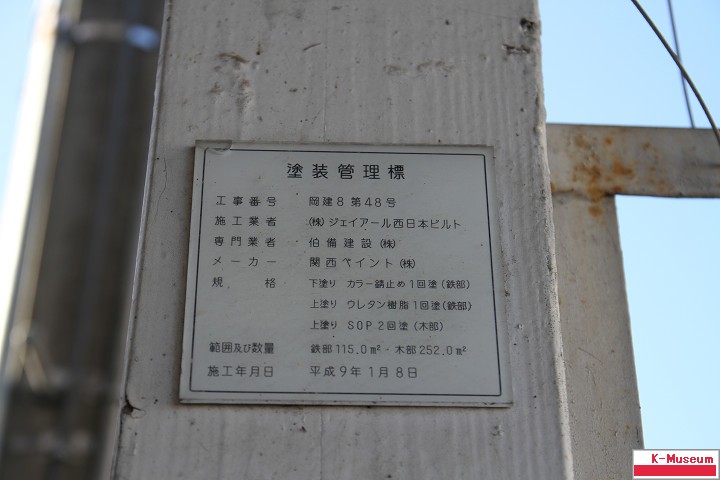 塗装管理標
工事番号 岡建8第48号
施工業者 (株)ジェイアール西日本ビルト
専門業者 伯備建設(株)
メーカー 関西ペイント(株)
規格 下塗り カラー錆止め1回塗(鉄部)
上塗り ウレタン樹脂1回塗(鉄部)
上塗り SOP2回塗(木部)
範囲及び数量 鉄部115.0㎡・木部252.0㎡
施工年月日 平成9年1月8日
K-Museum